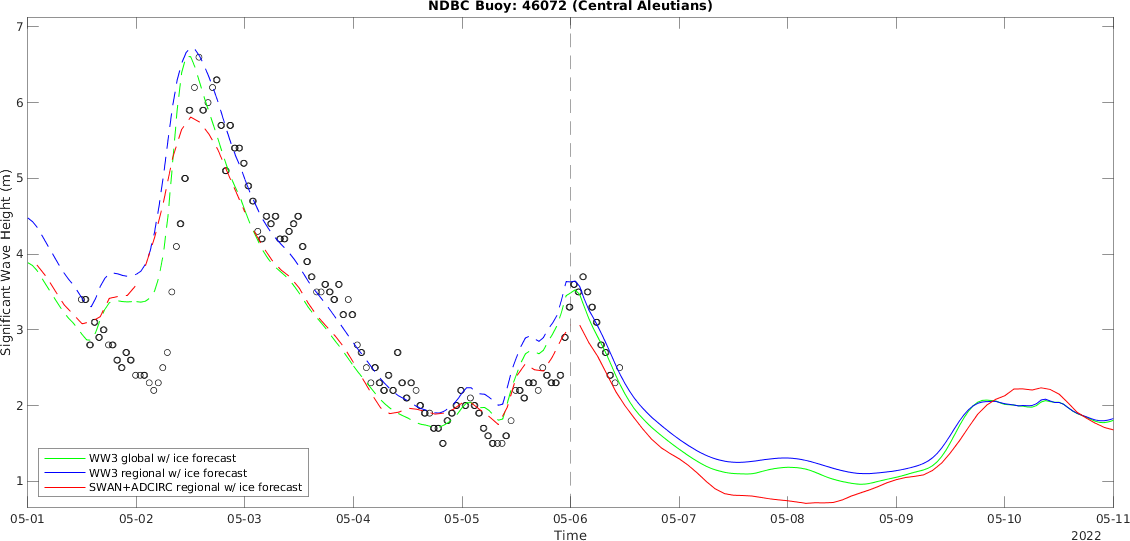 NDBC Buoy: 46072 (Central Aleutians)
7
6
5
4
3
2
1
Significant Wave Height (m)
WW3 global w/ ice forecast
WW3 regional w/ ice forecast
SWAN+ADCIRC regional w/ ice forecast
05-01 05-02 05-03 05-04 05-05 05-06 05-07 05-08 05-09 05-10 05-11
Time
2022